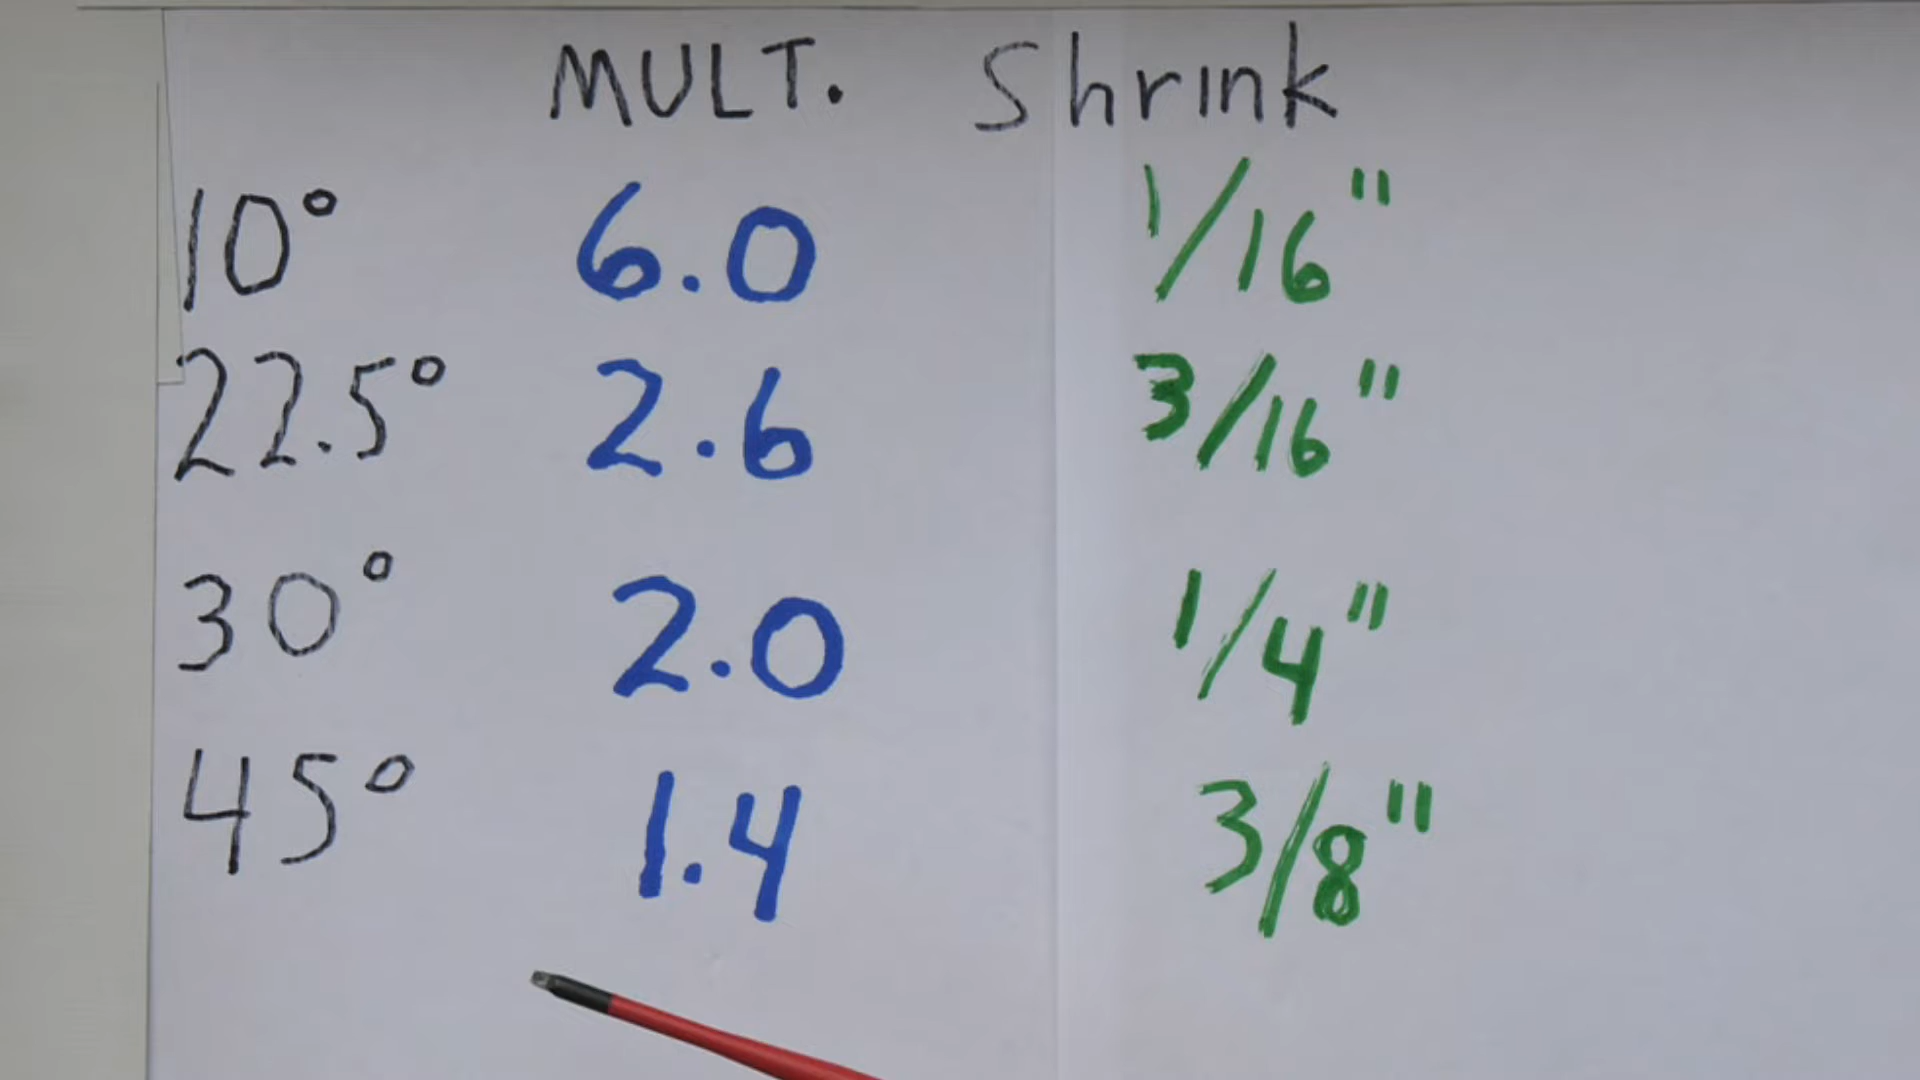 MULT. Shrink
10° 6.0 1/16"
22.5° 2.6 3/16"
30° 2.0 1/4"
45° 1.4 3/8"